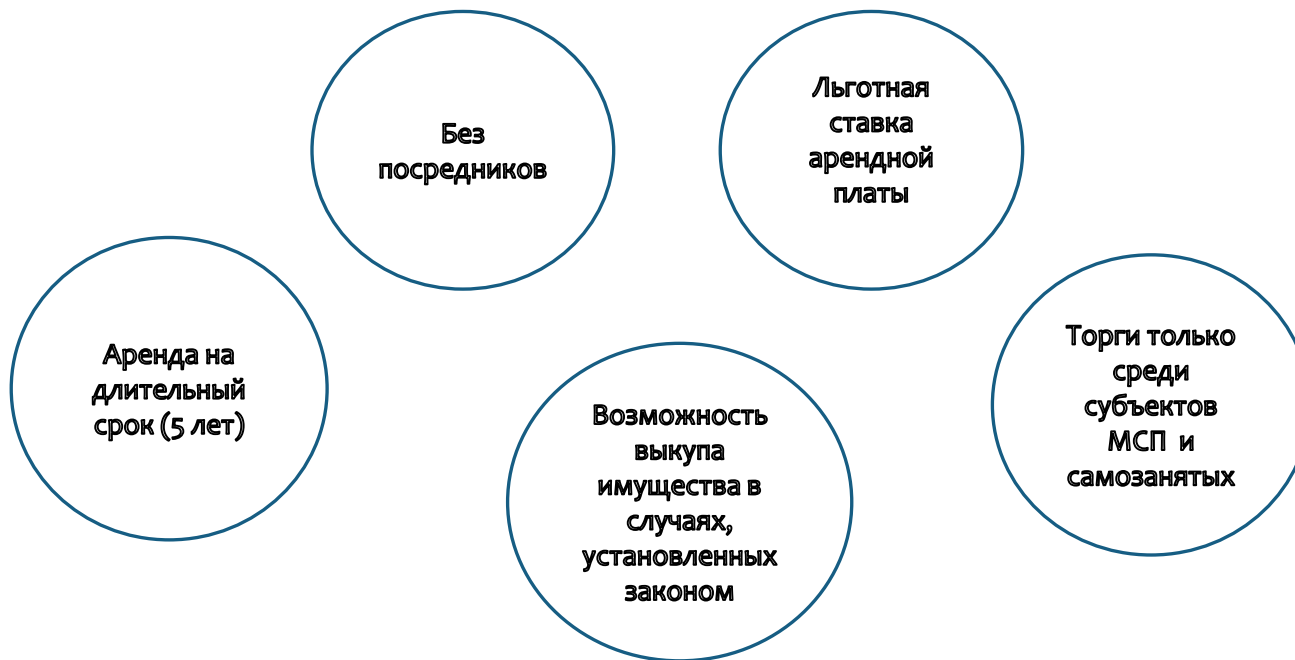 Без
посредников
Льготная
ставка
арендной
платы
Аренда на
длительный
срок (5 лет)
Возможность
выкупа
имущества в
случаях,
установленных
законом
Торги только
среди
субъектов
МСП и
самозанятых